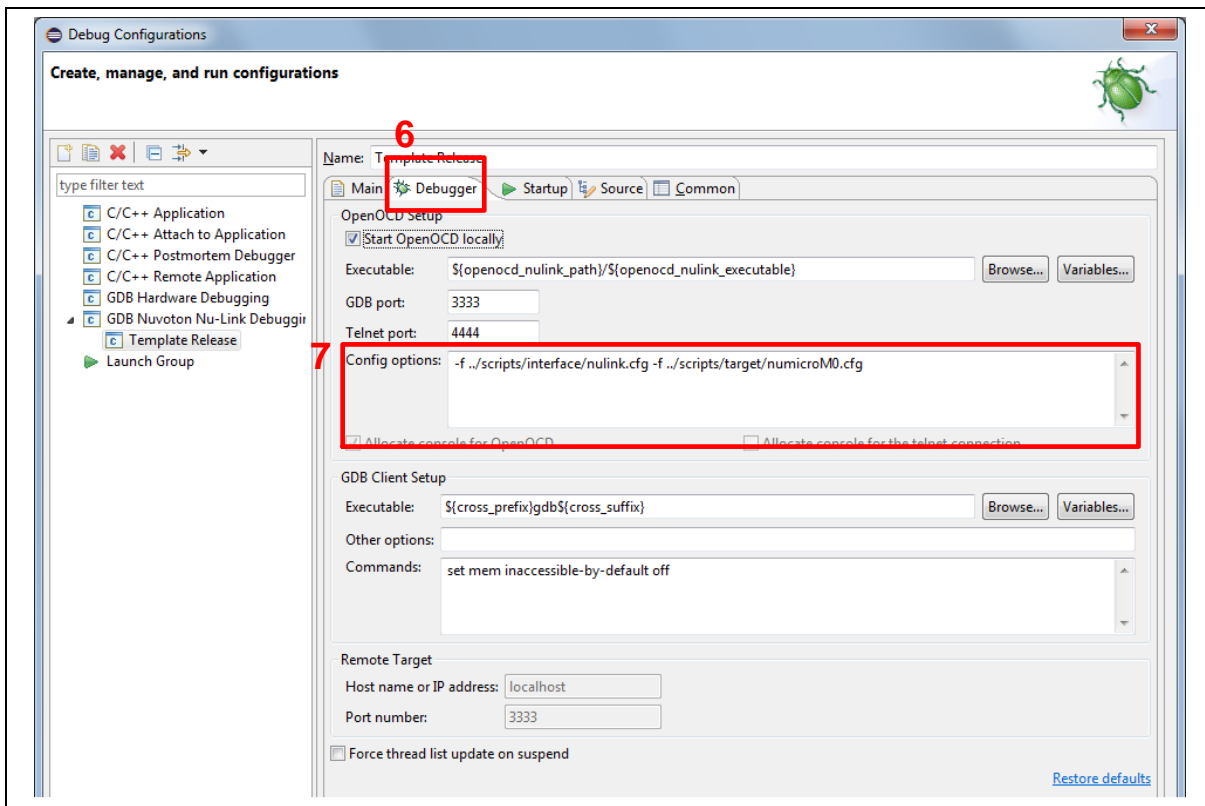 Debug Configurations
Create, manage, and run configurations
6
Name: Template Release
type filter text
Main Debugger Startup Source Common
C/C++ Application
C/C++ Attach to Application
C/C++ Postmortem Debugger
C/C++ Remote Application
GDB Hardware Debugging
GDB Nuvoton Nu-Link Debuggin
Template Release
Launch Group
OpenOCD Setup
Start OpenOCD locally
Executable: ${openocd_nulink_path}/${openocd_nulink_executable} Browse... Variables...
GDB port: 3333
Telnet port: 4444
7
Config options: -f ../scripts/interface/nulink.cfg -f ../scripts/target/numicroM0.cfg
Allocate console for OpenOCD Allocate console for the telnet connection
GDB Client Setup
Executable: ${cross_prefix}gdb${cross_suffix} Browse... Variables...
Other options:
Commands: set mem inaccessible-by-default off
Remote Target
Host name or IP address: localhost
Port number: 3333
Force thread list update on suspend
Restore defaults